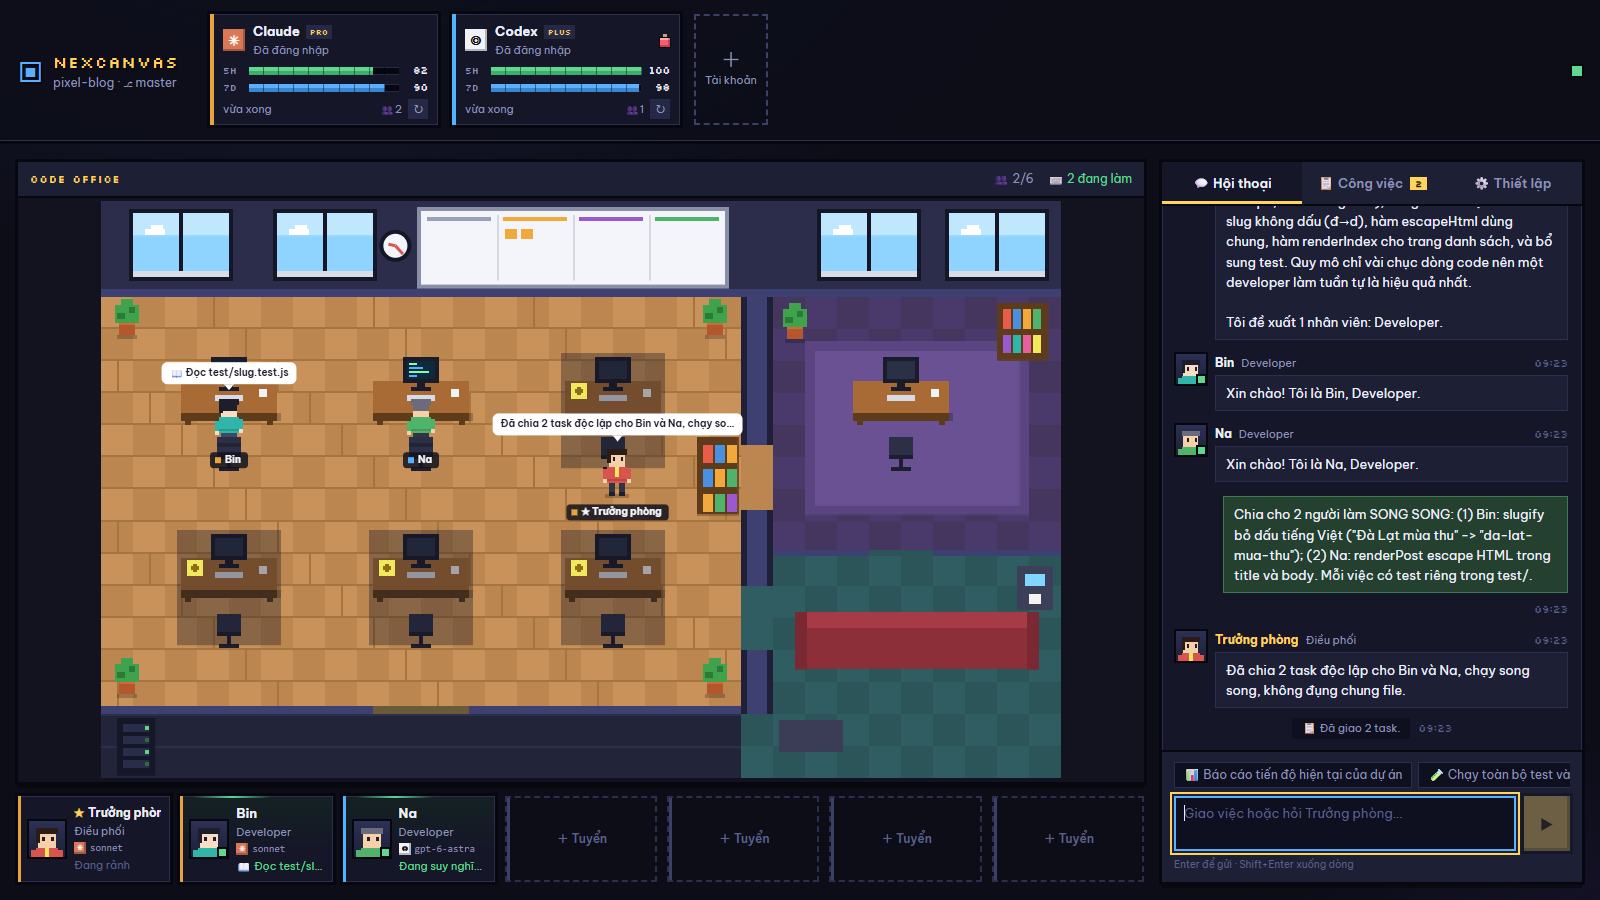 NEXCANVAS
pixel-blog · master
Claude PRO
Đã đăng nhập
5H 82
7D 90
vừa xong 2
Codex PLUS
Đã đăng nhập
5H 100
7D 98
vừa xong 1
+
Tài khoản
CODE OFFICE
2/6
2 đang làm
Đọc test/slug.test.js
Đã chia 2 task độc lập cho Bin và Na, chạy so...
Bin
Na
★ Trưởng phòng
Hội thoại
Công việc 2
Thiết lập
slug không dấu (đ→d), hàm escapeHtml dùng
chung, hàm renderIndex cho trang danh sách, và bổ
sung test. Quy mô chỉ vài chục dòng code nên một
developer làm tuần tự là hiệu quả nhất.
Tôi đề xuất 1 nhân viên: Developer.
Bin Developer 09:23
Xin chào! Tôi là Bin, Developer.
Na Developer 09:23
Xin chào! Tôi là Na, Developer.
Chia cho 2 người làm SONG SONG: (1) Bin: slugify
bỏ dấu tiếng Việt ("Đà Lạt mùa thu" -> "da-lat-
mua-thu"); (2) Na: renderPost escape HTML trong
title và body. Mỗi việc có test riêng trong test/.
09:23
Trưởng phòng Điều phối 09:23
Đã chia 2 task độc lập cho Bin và Na, chạy song
song, không đụng chung file.
Đã giao 2 task. 09:23
Báo cáo tiến độ hiện tại của dự án
Chạy toàn bộ test và
Giao việc hoặc hỏi Trưởng phòng...
Enter để gửi · Shift+Enter xuống dòng
★ Trưởng phòn
Điều phối
sonnet
Đang rảnh
Bin
Developer
sonnet
Đọc test/sl...
Na
Developer
gpt-6-astra
Đang suy nghĩ...
+ Tuyển
+ Tuyển
+ Tuyển
+ Tuyển